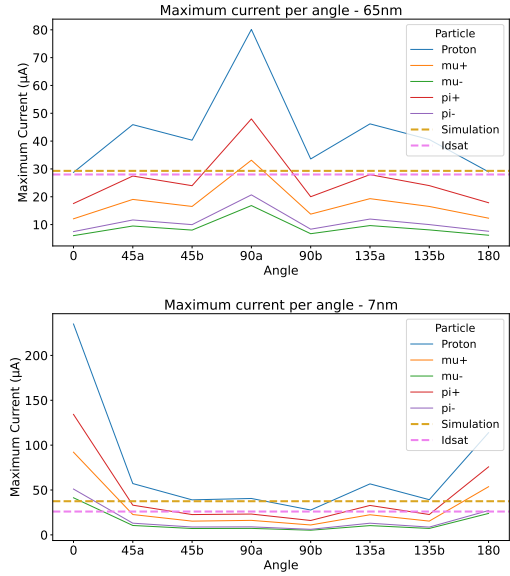 Maximum current per angle - 65nm
Maximum Current (μA)
80
70
60
50
40
30
20
10
Particle
Proton
mu+
mu-
pi+
pi-
Simulation
Idsat
0 45a 45b 90a 90b 135a 135b 180
Angle
Maximum current per angle - 7nm
Maximum Current (μA)
200
150
100
50
0
Particle
Proton
mu+
mu-
pi+
pi-
Simulation
Idsat
0 45a 45b 90a 90b 135a 135b 180
Angle